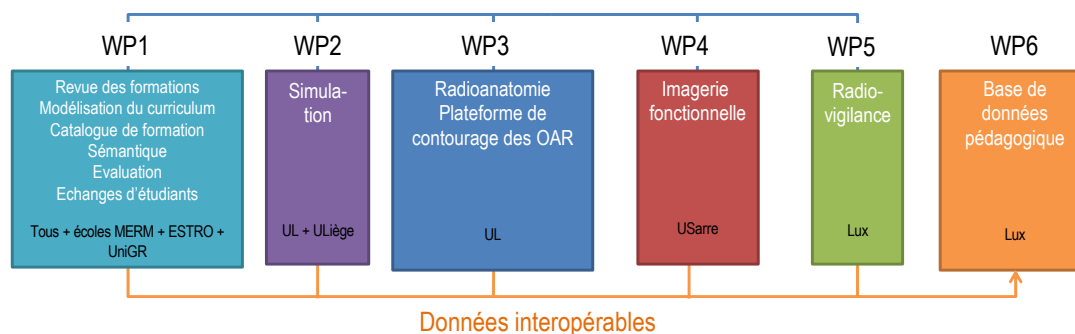 WP1
WP2
WP3
WP4
WP5
WP6
Revue des formations
Modélisation du curriculum
Catalogue de formation
Sémantique
Evaluation
Echanges d'étudiants
Tous + écoles MERM + ESTRO +
UniGR
Simula-
tion
UL + ULiège
Radioanatomie
Plateforme de
contourage des OAR
UL
Imagerie
fonctionnelle
USarre
Radio-
vigilance
Lux
Base de
données
pédagogique
Lux
Données interopérables